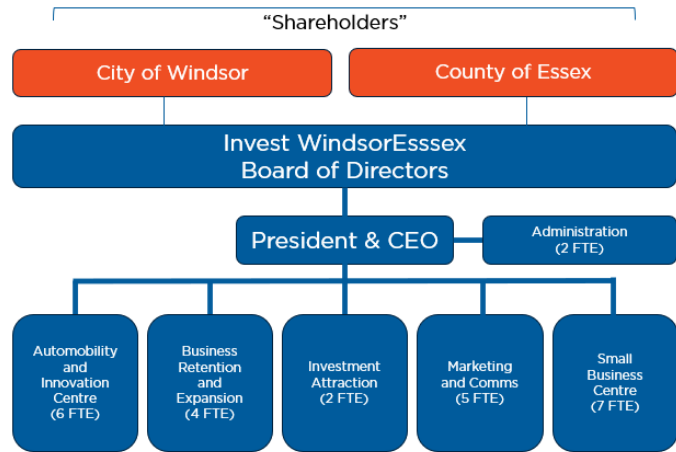 “Shareholders”
City of Windsor
County of Essex
Invest WindsorEsssex
Board of Directors
President & CEO
Administration
(2 FTE)
Automobility
and
Innovation
Centre
(6 FTE)
Business
Retention
and
Expansion
(4 FTE)
Investment
Attraction
(2 FTE)
Marketing
and Comms
(5 FTE)
Small
Business
Centre
(7 FTE)